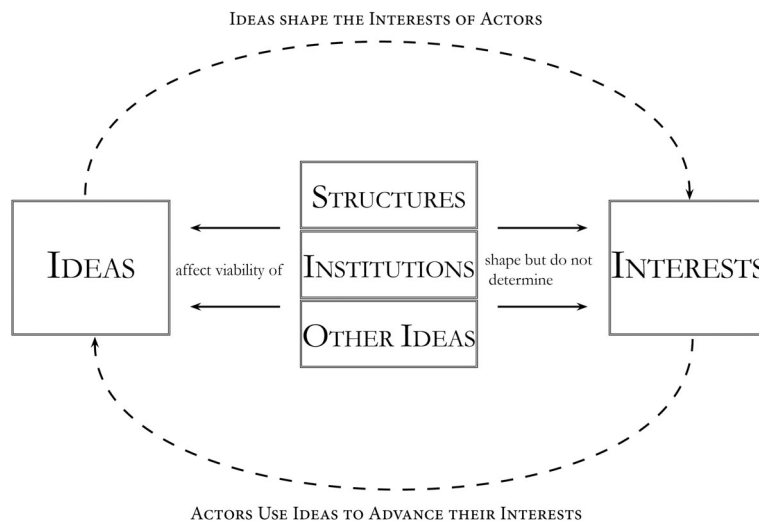 IDEAS SHAPE THE INTERESTS OF ACTORS
STRUCTURES
IDEAS
affect viability of
INSTITUTIONS
shape but do not
determine
INTERESTS
OTHER IDEAS
ACTORS USE IDEAS TO ADVANCE THEIR INTERESTS